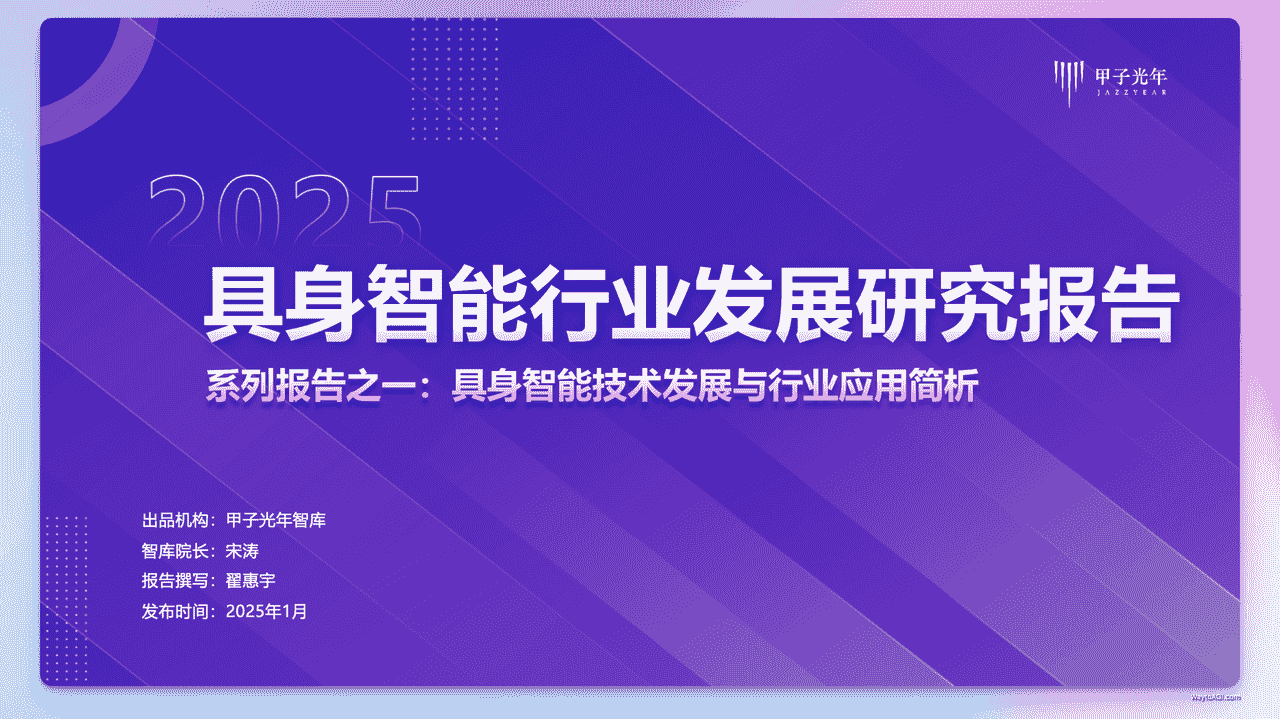 甲子光年
JAZZYEAR
2025
具身智能行业发展研究报告
系列报告之一：具身智能技术发展与行业应用简析
出品机构：甲子光年智库
智库院长：宋涛
报告撰写：翟惠宇
发布时间：2025年1月
WaytoAGI.com